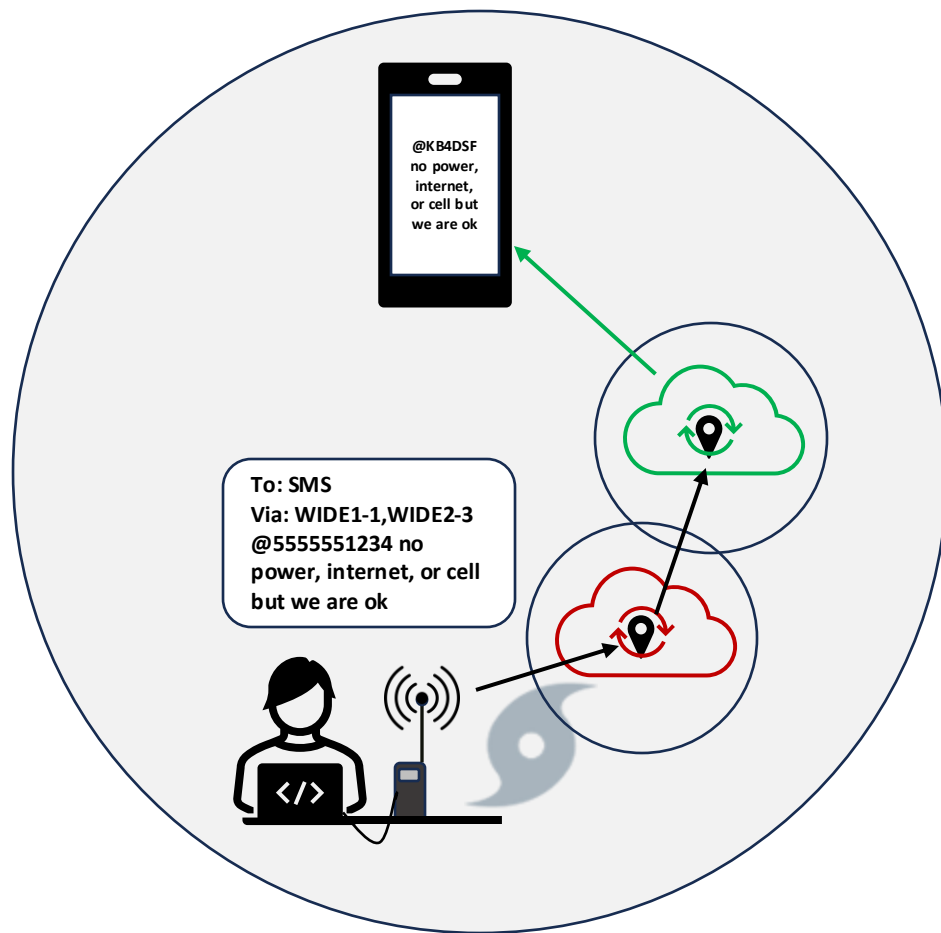 @KB4DSF
no power,
internet,
or cell but
we are ok
To: SMS
Via: WIDE1-1,WIDE2-3
@5555551234 no
power, internet, or cell
but we are ok
</>